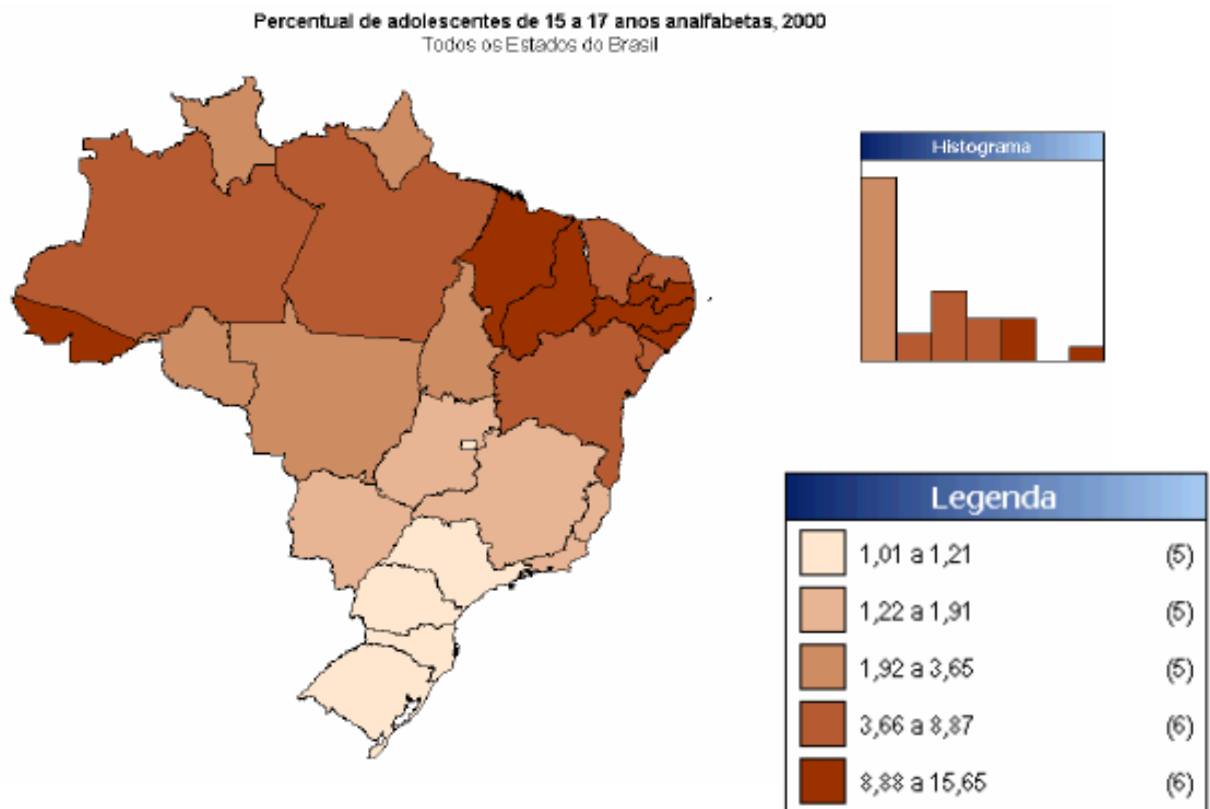 Percentual de adolescentes de 15 a 17 anos analfabetas, 2000
Todos os Estados do Brasil
Histograma
Legenda
1,01 a 1,21 (5)
1,22 a 1,91 (5)
1,92 a 3,65 (5)
3,66 a 8,87 (6)
8,88 a 15,65 (6)